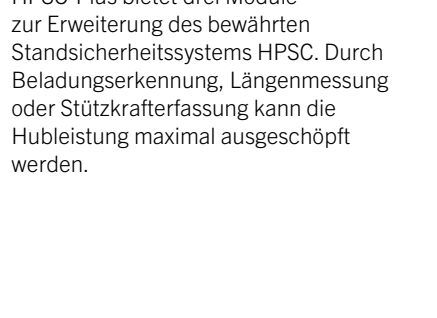 HPSC-Plus bietet drei Module
zur Erweiterung des bewährten
Standsicherheitssystems HPSC. Durch
Beladungserkennung, Längenmessung
oder Stützkrafterfassung kann die
Hubleistung maximal ausgeschöpft
werden.